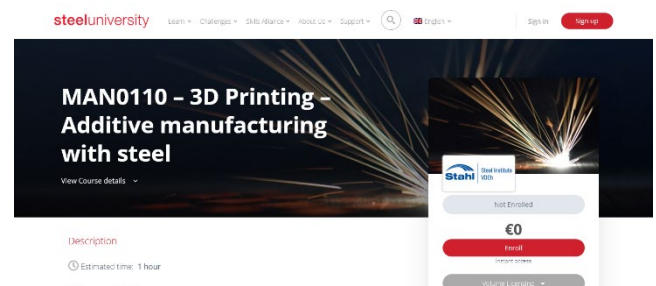 steeluniversity
Learn
Challenges
Skills Alliance
About Us
Support
English
Sign in
Sign up
MAN0110 – 3D Printing –
Additive manufacturing
with steel
View Course details
Stahl
Steel Institute
VDEh
Not Enrolled
€0
Enroll
Instant access
Volume Licensing
Description
Estimated time: 1 hour